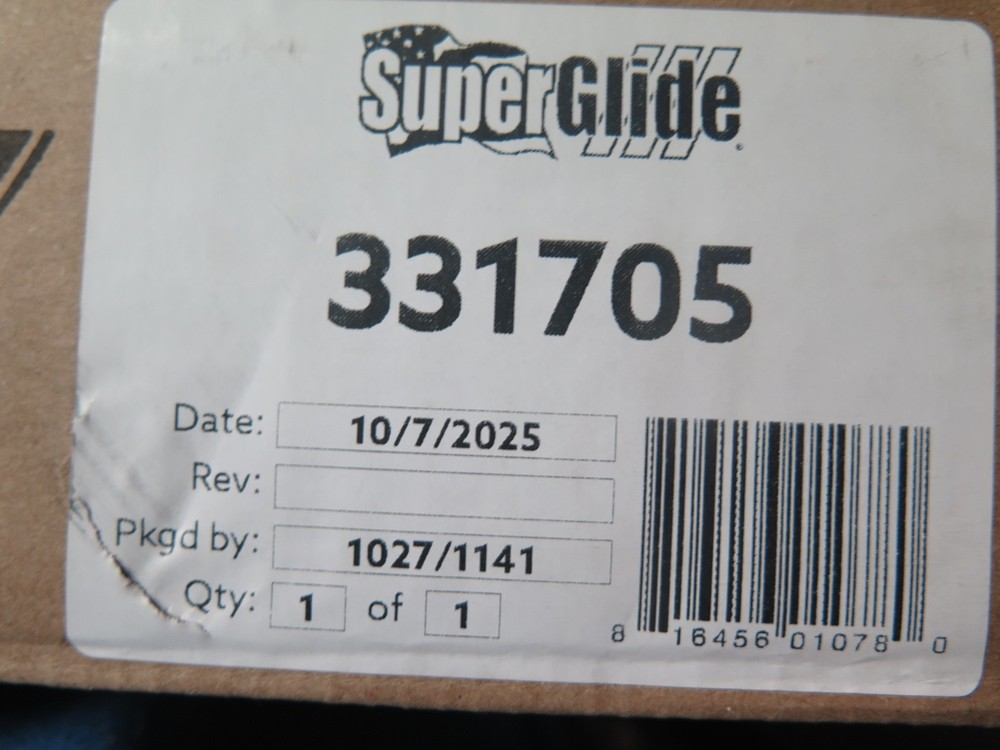 SuperGlide
331705
Date: 10/7/2025
Rev:
Pkgd by: 1027/1141
Qty: 1 of 1
8 16456 01078 0